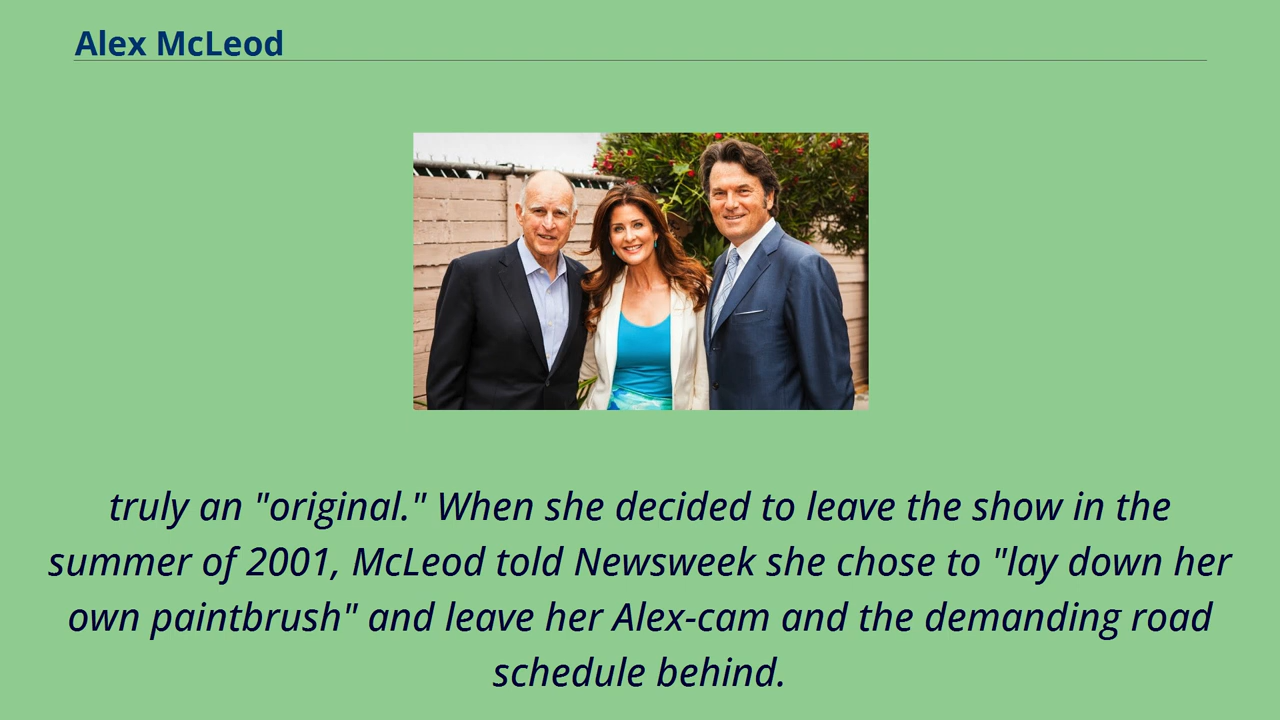 Alex McLeod
truly an "original." When she decided to leave the show in the
summer of 2001, McLeod told Newsweek she chose to "lay down her
own paintbrush" and leave her Alex-cam and the demanding road
schedule behind.